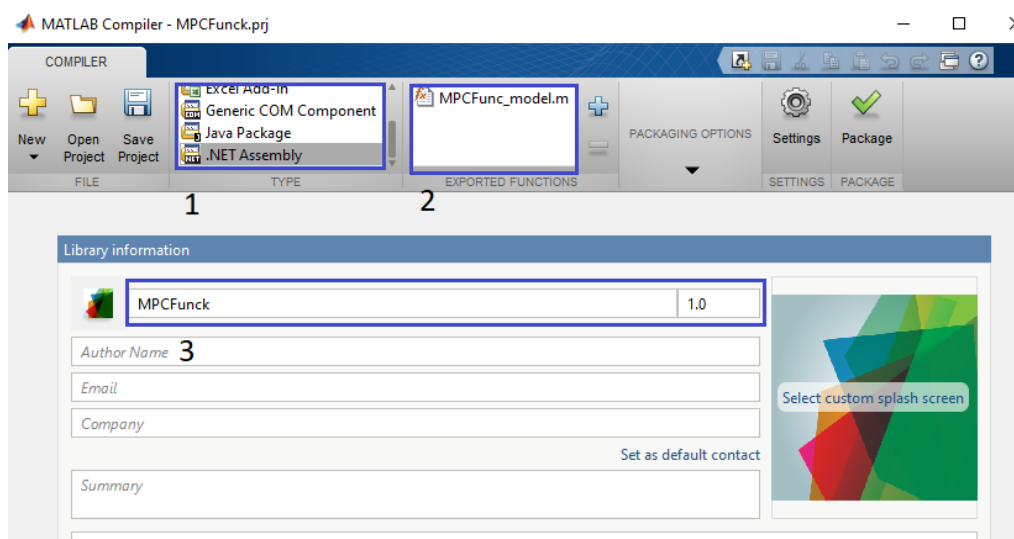 MATLAB Compiler - MPCFunck.prj
COMPILER
New
Open Project
Save Project
FILE
Excel Add-in
Generic COM Component
Java Package
.NET Assembly
TYPE
1
MPCFunc_model.m
EXPORTED FUNCTIONS
2
PACKAGING OPTIONS
Settings
SETTINGS
Package
PACKAGE
Library information
MPCFunck
1.0
Author Name
3
Email
Company
Set as default contact
Summary
Select custom splash screen